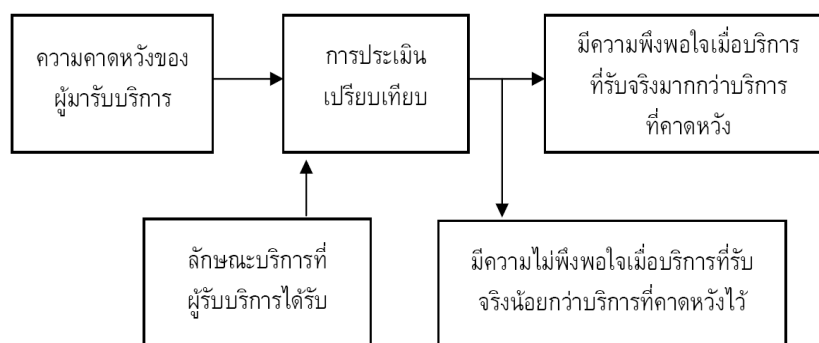 ความคาดหวังของ
ผู้มารับบริการ
การประเมิน
เปรียบเทียบ
มีความพึงพอใจเมื่อบริการ
ที่รับจริงมากกว่าบริการ
ที่คาดหวัง
ลักษณะบริการที่
ผู้รับบริการได้รับ
มีความไม่พึงพอใจเมื่อบริการที่รับ
จริงน้อยกว่าบริการที่คาดหวังไว้